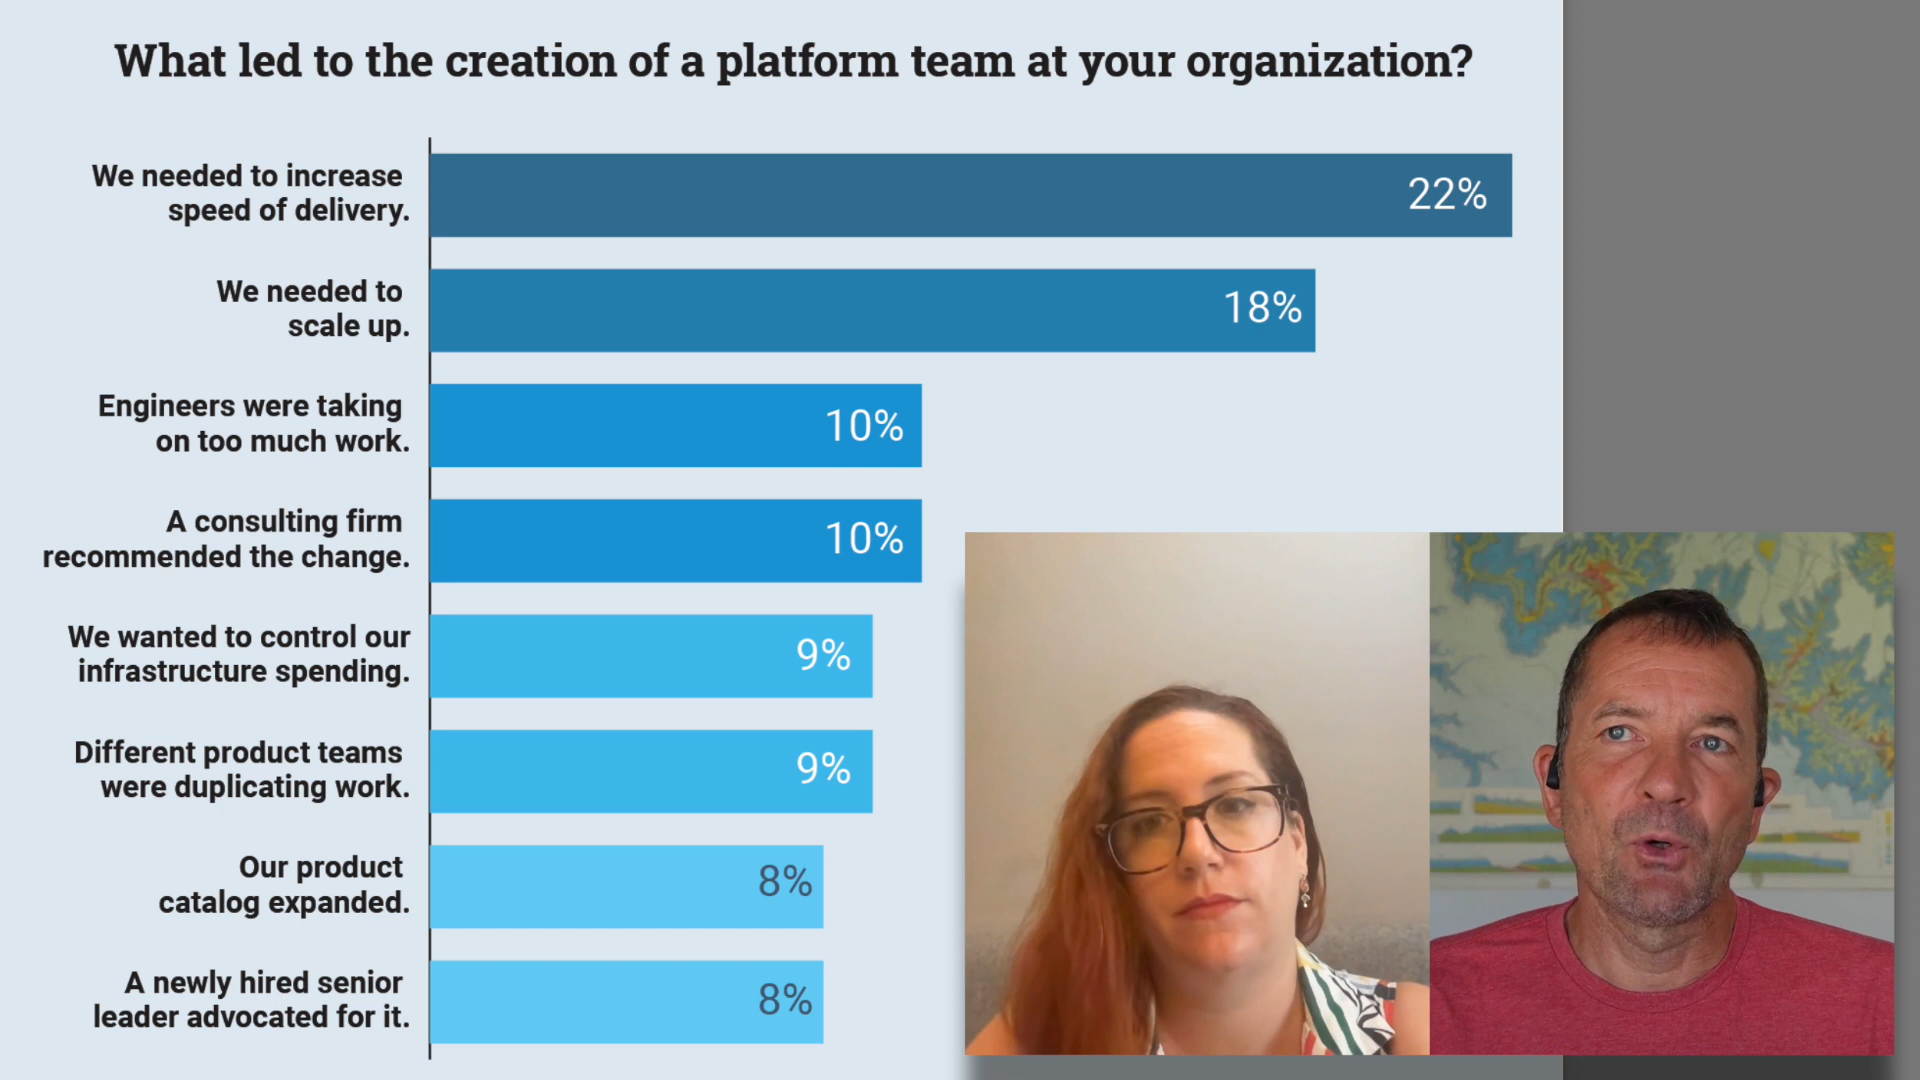 What led to the creation of a platform team at your organization?
We needed to increase
speed of delivery.
22%
We needed to
scale up.
18%
Engineers were taking
on too much work.
10%
A consulting firm
recommended the change.
10%
We wanted to control our
infrastructure spending.
9%
Different product teams
were duplicating work.
9%
Our product
catalog expanded.
8%
A newly hired senior
leader advocated for it.
8%